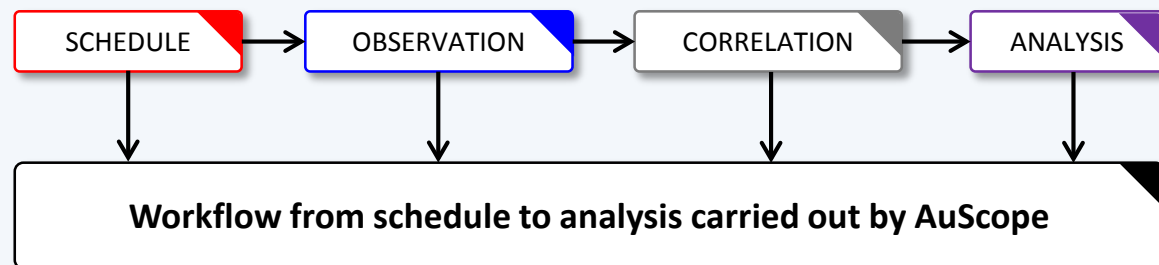 SCHEDULE
OBSERVATION
CORRELATION
ANALYSIS
Workflow from schedule to analysis carried out by AuScope